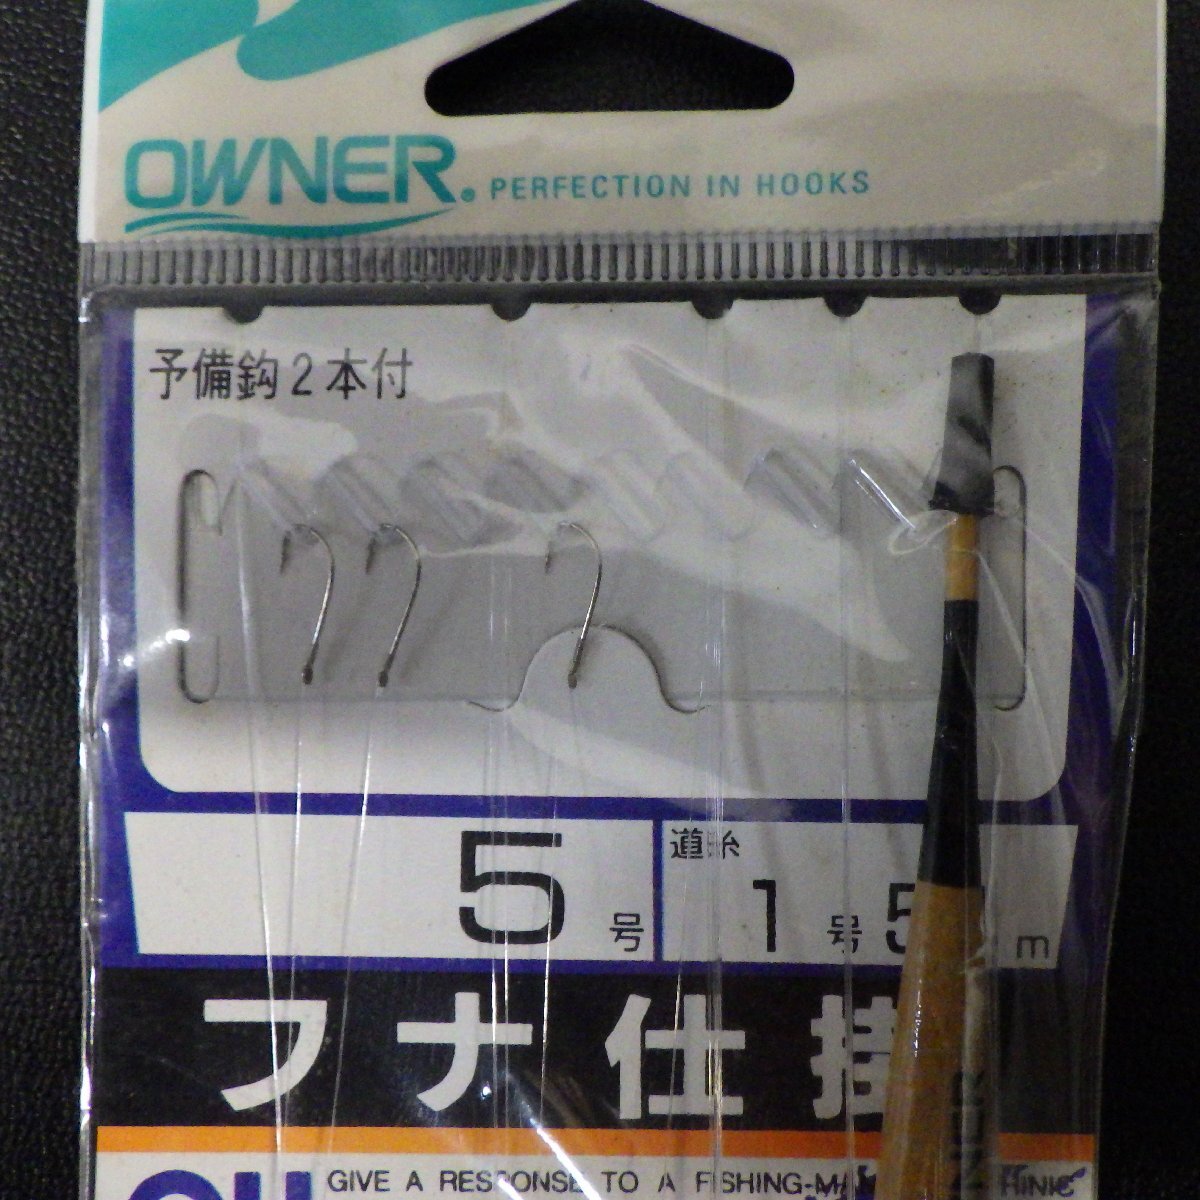 OWNER. PERFECTION IN HOOKS
予備鈎2本付
5号
道糸
1号5 m
フナ仕掛
GIVE A RESPONSE TO A FISHING-